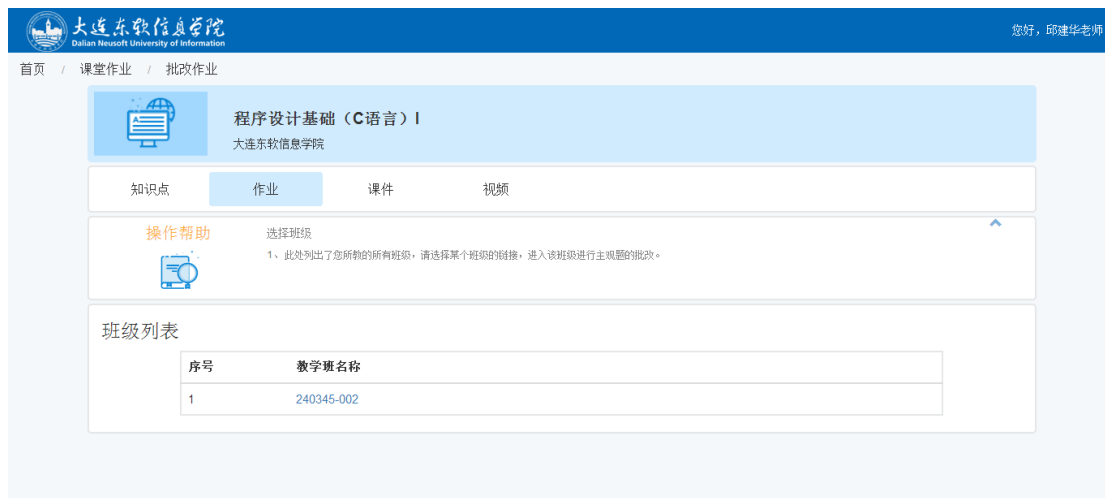 大连东软信息学院
Dalian Neusoft University of Information
您好，邱建华老师
首页 / 课堂作业 / 批改作业
程序设计基础（C语言）I
大连东软信息学院
知识点 作业 课件 视频
操作帮助
选择班级
1、此处列出了您所教的所有班级，请选择某个班级的链接，进入该班级进行主观题的批改。
班级列表
序号 教学班名称
1 240345-002